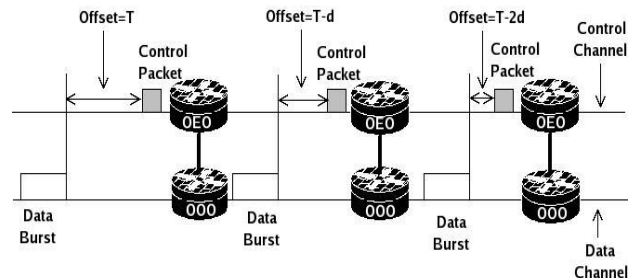 Offset=T
Offset=T-d
Offset=T-2d
Control
Packet
Control
Packet
Control
Packet
Control
Channel
OEO
OEO
OEO
OOO
OOO
OOO
Data
Burst
Data
Burst
Data
Burst
Data
Channel